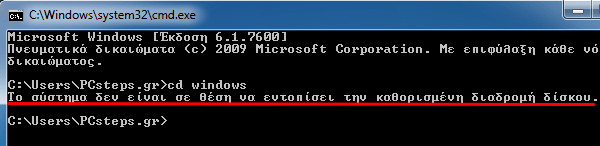 C:\Windows\system32\cmd.exe
Microsoft Windows [Έκδοση 6.1.7600]
Πνευματικά δικαιώματα (c) 2009 Microsoft Corporation. Με επιφύλαξη κάθε νό
δικαιώματος.
C:\Users\PCsteps.gr>cd windows
Το σύστημα δεν είναι σε θέση να εντοπίσει την καθορισμένη διαδρομή δίσκου.
C:\Users\PCsteps.gr>